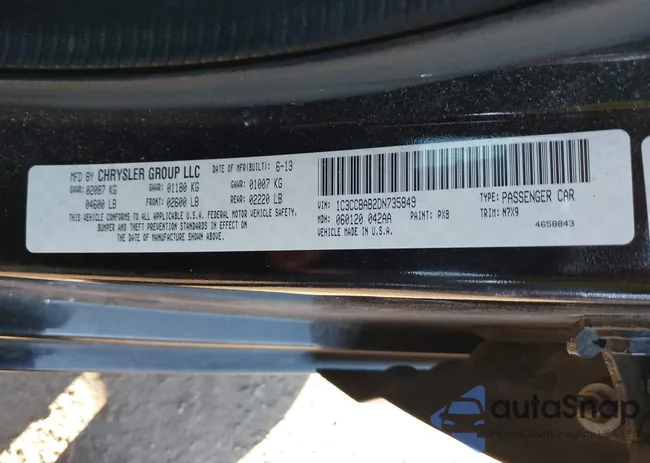 MFD BY CHRYSLER GROUP LLC DATE OF MFR(BUILT): 6-13
GVWR: 02087 KG GAWR: 01180 KG GAWR: 01007 KG
04600 LB FRONT: 02600 LB REAR: 02220 LB
THIS VEHICLE CONFORMS TO ALL APPLICABLE U.S.A. FEDERAL MOTOR VEHICLE SAFETY,
BUMPER AND THEFT PREVENTION STANDARDS IN EFFECT ON
THE DATE OF MANUFACTURE SHOWN ABOVE.
VIN: 1C3CCBAB2DN735849 TYPE: PASSENGER CAR
MDH: 060120 042AA PAINT: PX8 TRIM: N7X9
VEHICLE MADE IN U.S.A. 4658843
autoSnap